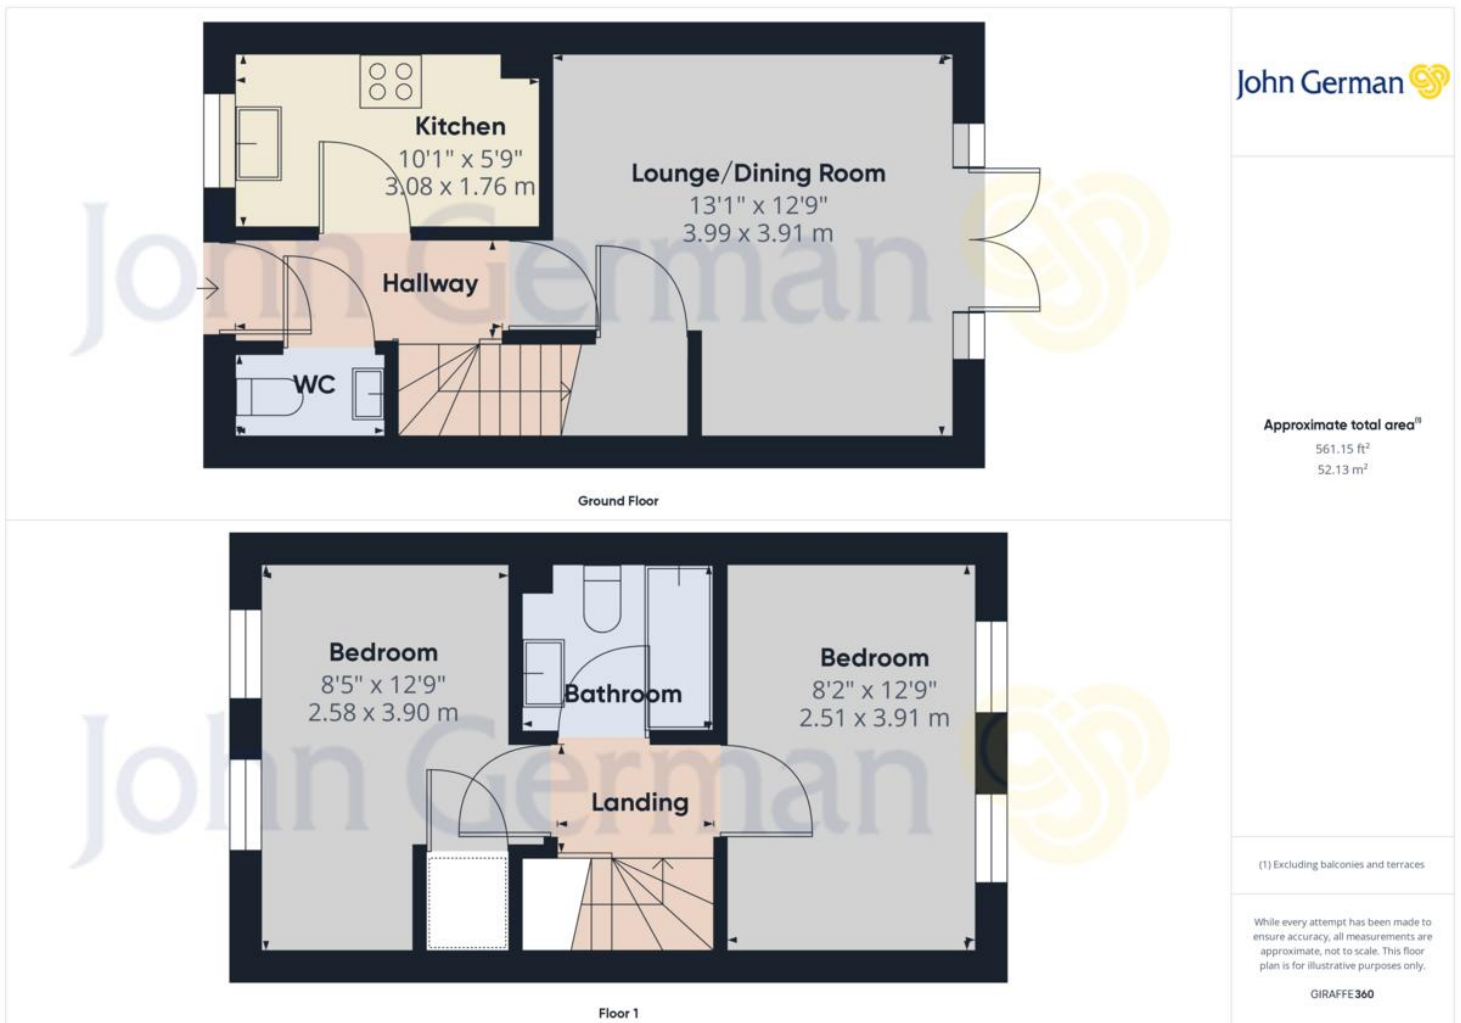 Kitchen
10'1" x 5'9"
3.08 x 1.76 m
Lounge/Dining Room
13'1" x 12'9"
3.99 x 3.91 m
Hallway
WC
John German
Ground Floor
Bedroom
8'5" x 12'9"
2.58 x 3.90 m
Bathroom
Bedroom
8'2" x 12'9"
2.51 x 3.91 m
Landing
John German
Floor 1
John German
Approximate total area⁽¹⁾
561.15 ft²
52.13 m²
(1) Excluding balconies and terraces
While every attempt has been made to
ensure accuracy, all measurements are
approximate, not to scale. This floor
plan is for illustrative purposes only.
GIRAFFE360